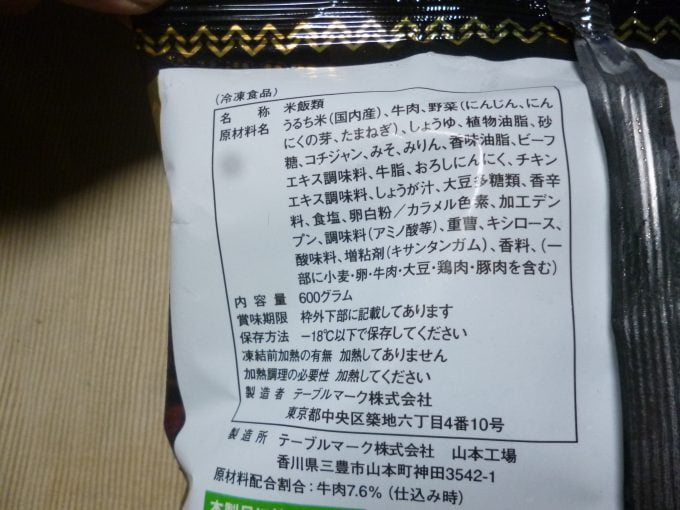 (冷凍食品)
名 称 米飯類
原材料名 うるち米(国内産)、牛肉、野菜(にんじん、にん
にくの芽、たまねぎ)、しょうゆ、植物油脂、砂
糖、コチジャン、みそ、みりん、香味油脂、ビーフ
エキス調味料、牛脂、おろしにんにく、チキン
エキス調味料、しょうが汁、大豆多糖類、香辛
料、食塩、卵白粉/カラメル色素、加工デン
プン、調味料(アミノ酸等)、重曹、キシロース、
酸味料、増粘剤(キサンタンガム)、香料、(一
部に小麦・卵・牛肉・大豆・鶏肉・豚肉を含む)
内 容 量 600グラム
賞味期限 枠外下部に記載してあります
保存方法 −18℃以下で保存してください
凍結前加熱の有無 加熱してありません
加熱調理の必要性 加熱してください
製 造 者 テーブルマーク株式会社
東京都中央区築地六丁目4番10号
製 造 所 テーブルマーク株式会社 山本工場
香川県三豊市山本町神田3542-1
原材料配合割合:牛肉7.6%(仕込み時)